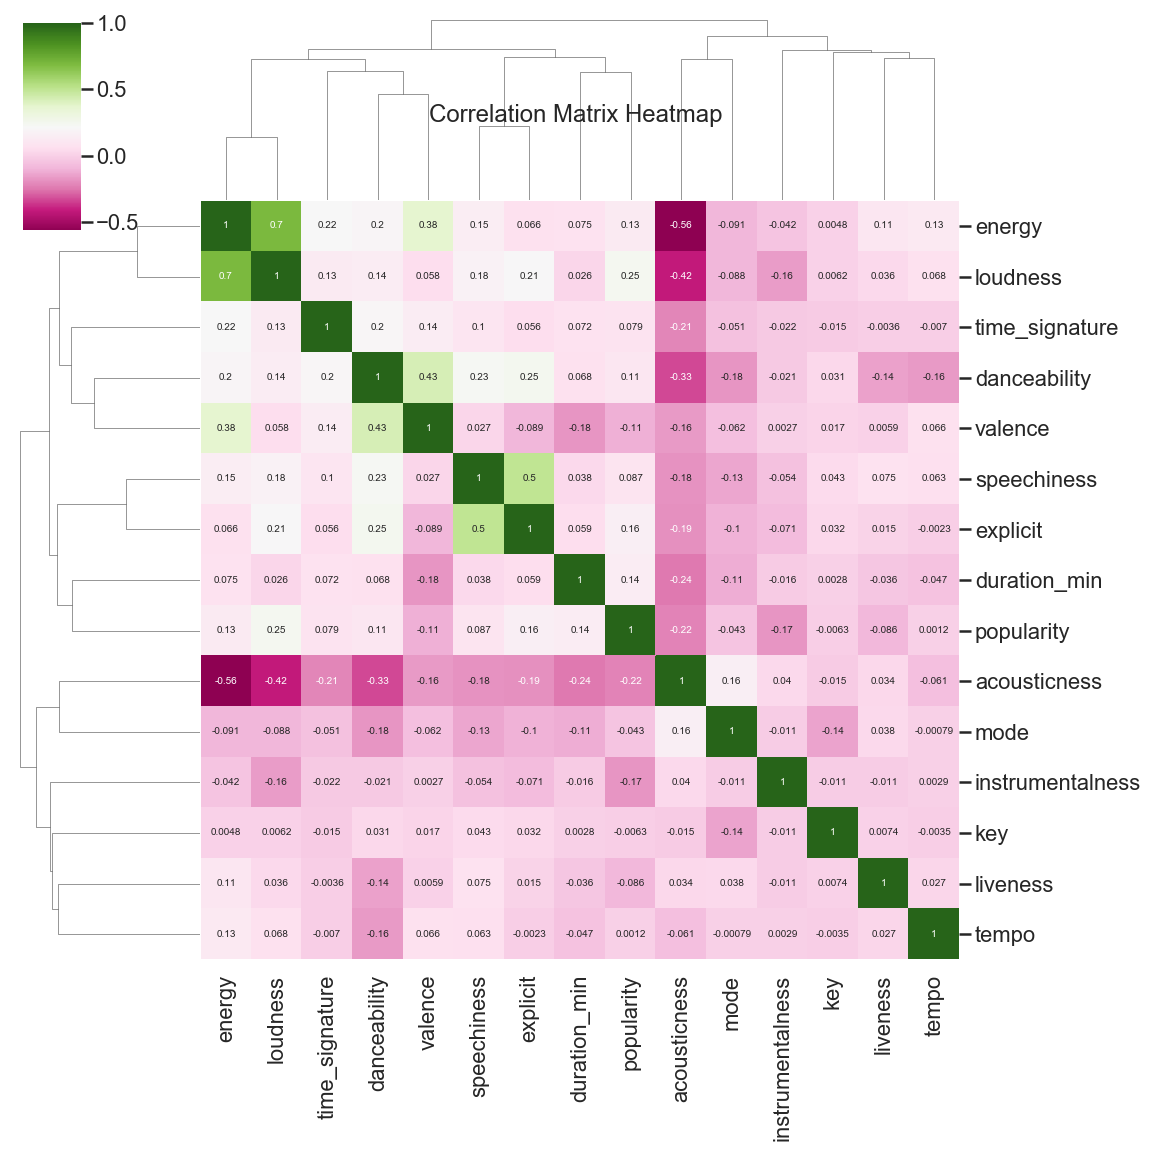 1.0
0.5
0.0
−0.5
Correlation Matrix Heatmap
1 0.7 0.22 0.2 0.38 0.15 0.066 0.075 0.13 -0.56 -0.091 -0.042 0.0048 0.11 0.13 energy
0.7 1 0.13 0.14 0.058 0.18 0.21 0.026 0.25 -0.42 -0.088 -0.16 0.0062 0.036 0.068 loudness
0.22 0.13 1 0.2 0.14 0.1 0.056 0.072 0.079 -0.21 -0.051 -0.022 -0.015 -0.0036 -0.007 time_signature
0.2 0.14 0.2 1 0.43 0.23 0.25 0.068 0.11 -0.33 -0.18 -0.021 0.031 -0.14 -0.16 danceability
0.38 0.058 0.14 0.43 1 0.027 -0.089 -0.18 -0.11 -0.16 -0.062 0.0027 0.017 0.0059 0.066 valence
0.15 0.18 0.1 0.23 0.027 1 0.5 0.038 0.087 -0.18 -0.13 -0.054 0.043 0.075 0.063 speechiness
0.066 0.21 0.056 0.25 -0.089 0.5 1 0.059 0.16 -0.19 -0.1 -0.071 0.032 0.015 -0.0023 explicit
0.075 0.026 0.072 0.068 -0.18 0.038 0.059 1 0.14 -0.24 -0.11 -0.016 0.0028 -0.036 -0.047 duration_min
0.13 0.25 0.079 0.11 -0.11 0.087 0.16 0.14 1 -0.22 -0.043 -0.17 -0.0063 -0.086 0.0012 popularity
-0.56 -0.42 -0.21 -0.33 -0.16 -0.18 -0.19 -0.24 -0.22 1 0.16 0.04 -0.015 0.034 -0.061 acousticness
-0.091 -0.088 -0.051 -0.18 -0.062 -0.13 -0.1 -0.11 -0.043 0.16 1 -0.011 -0.14 0.038 -0.00079 mode
-0.042 -0.16 -0.022 -0.021 0.0027 -0.054 -0.071 -0.016 -0.17 0.04 -0.011 1 -0.011 -0.011 0.0029 instrumentalness
0.0048 0.0062 -0.015 0.031 0.017 0.043 0.032 0.0028 -0.0063 -0.015 -0.14 -0.011 1 0.0074 -0.0035 key
0.11 0.036 -0.0036 -0.14 0.0059 0.075 0.015 -0.036 -0.086 0.034 0.038 -0.011 0.0074 1 0.027 liveness
0.13 0.068 -0.007 -0.16 0.066 0.063 -0.0023 -0.047 0.0012 -0.061 -0.00079 0.0029 -0.0035 0.027 1 tempo
energy
loudness
time_signature
danceability
valence
speechiness
explicit
duration_min
popularity
acousticness
mode
instrumentalness
key
liveness
tempo